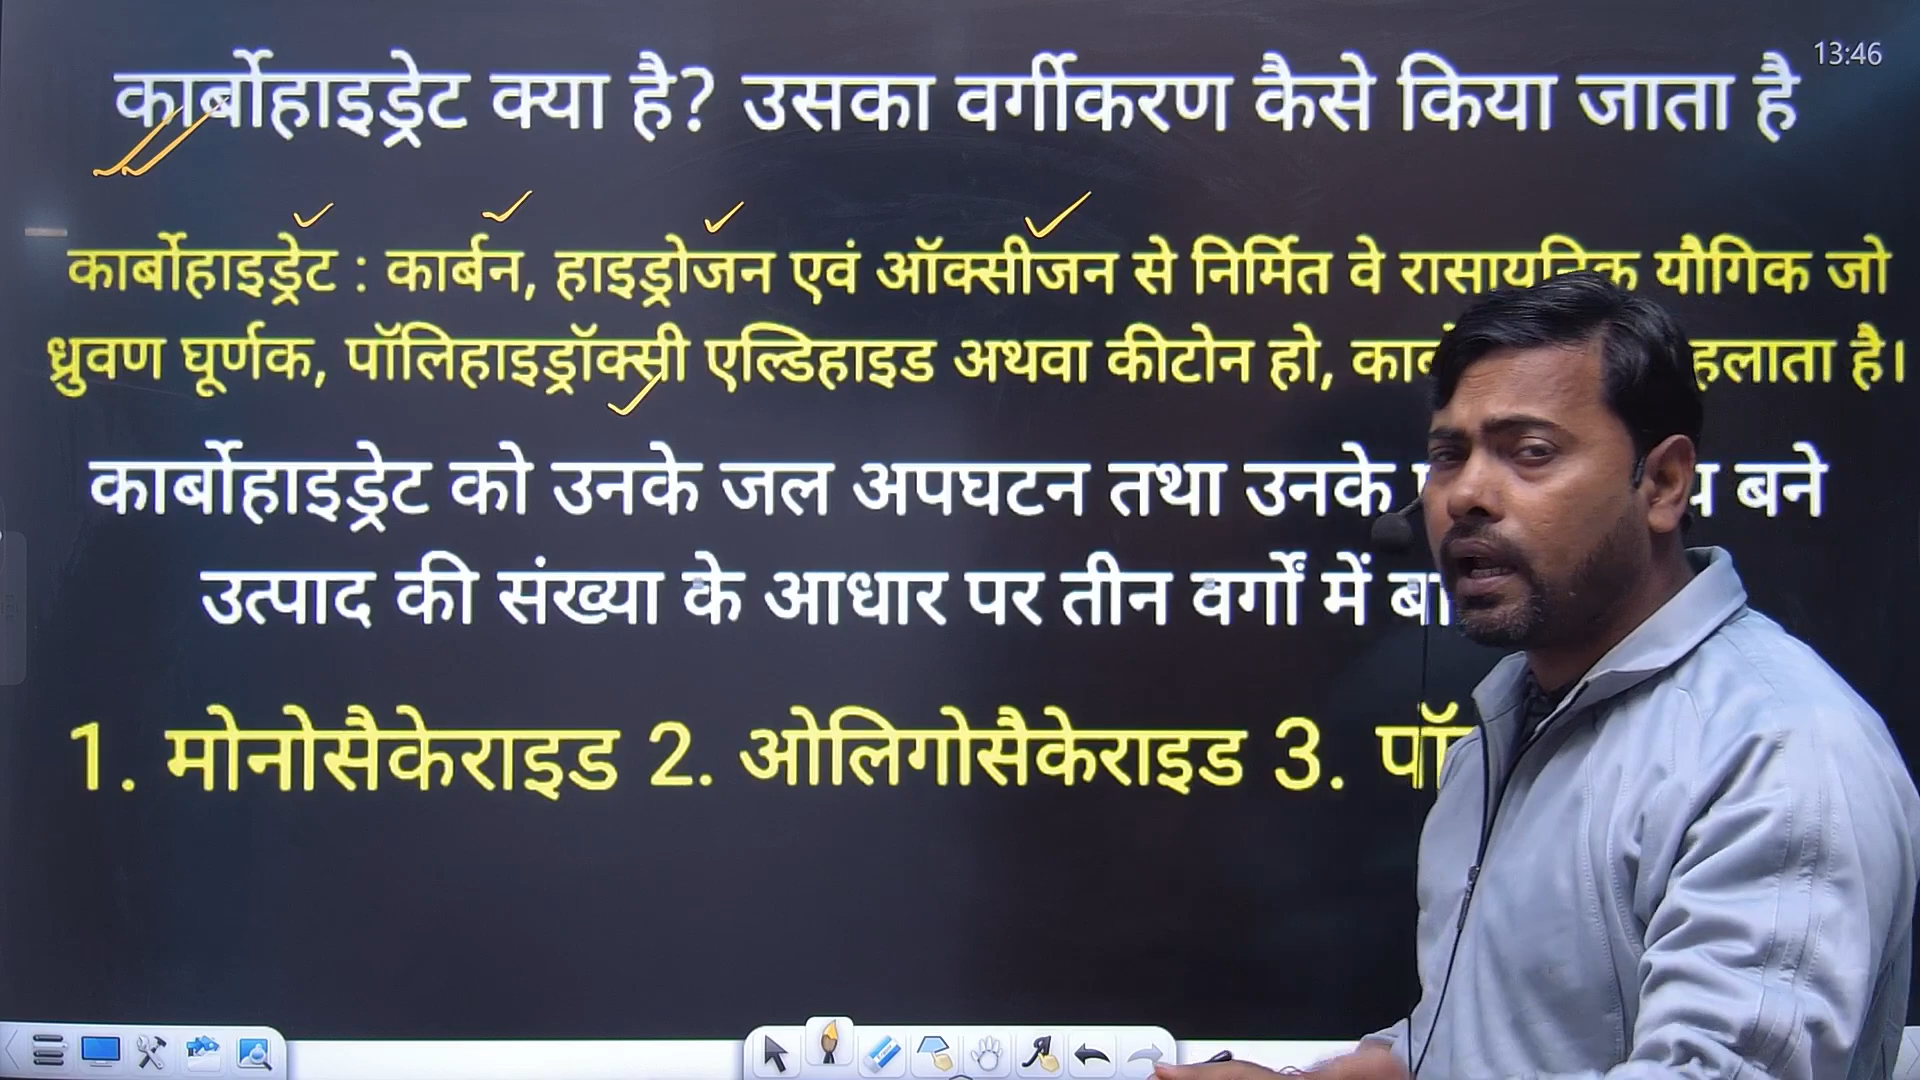 13:46
कार्बोहाइड्रेट क्या है? उसका वर्गीकरण कैसे किया जाता है
कार्बोहाइड्रेट : कार्बन, हाइड्रोजन एवं ऑक्सीजन से निर्मित वे रासायनिक यौगिक जो
ध्रुवण घूर्णक, पॉलिहाइड्रॉक्सी एल्डिहाइड अथवा कीटोन हो, है।
कार्बोहाइड्रेट को उनके जल अपघटन तथा उनके बने
उत्पाद की संख्या के आधार पर तीन वर्गों में
1. मोनोसैकेराइड 2. ओलिगोसैकेराइड 3.